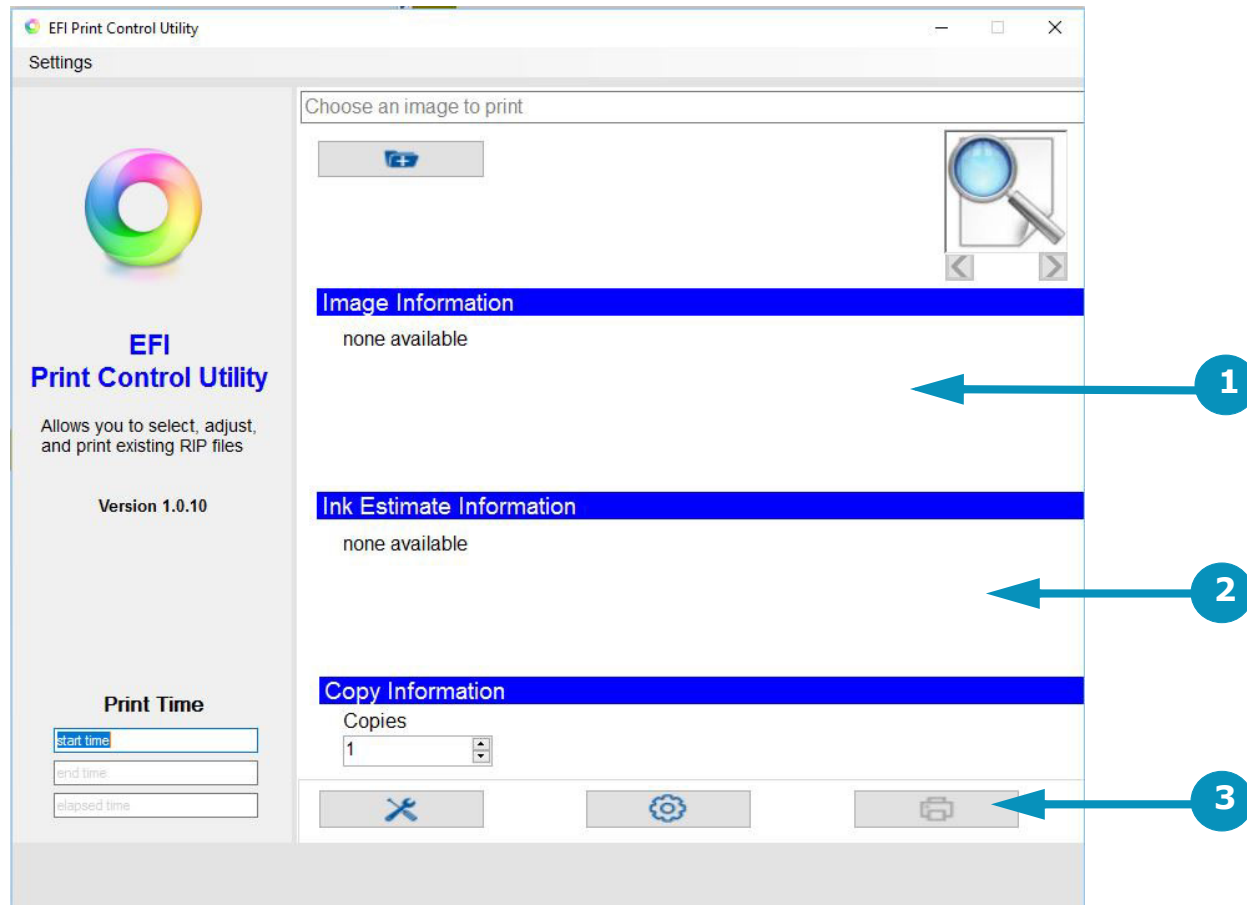 EFI Print Control Utility
Settings
Choose an image to print
Image Information
none available
EFI
Print Control Utility
1
Allows you to select, adjust,
and print existing RIP files
Version 1.0.10
Ink Estimate Information
none available
2
Copy Information
Print Time
Copies
start time
1
end time
elapsed time
3